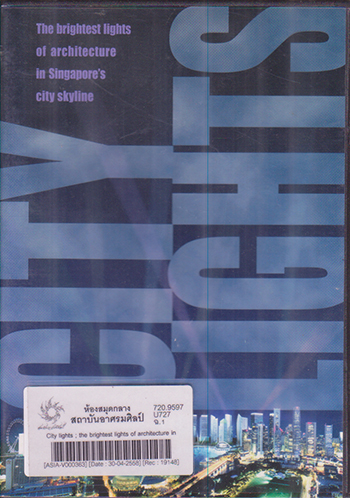 The brightest lights
of architecture
in Singapore's
city skyline
CITY
LIGHTS
ห้องสมุดกลาง
สถาบันอาศรมศิลป์
720.9597
U727
ฉ.1
City lights : the brightest lights of architecture in
[ASIA-V000363] [Date : 30-04-2556] [Rec : 19148]